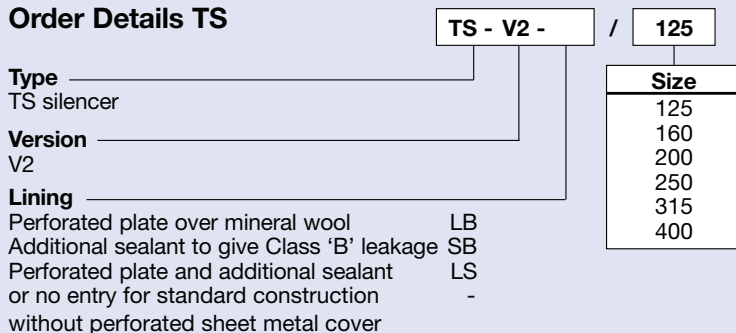 Order Details TS
TS - V2 - / 125
Type
TS silencer
Version
V2
Lining
Perforated plate over mineral wool LB
Additional sealant to give Class ‘B’ leakage SB
Perforated plate and additional sealant LS
or no entry for standard construction -
without perforated sheet metal cover
Size
125
160
200
250
315
400